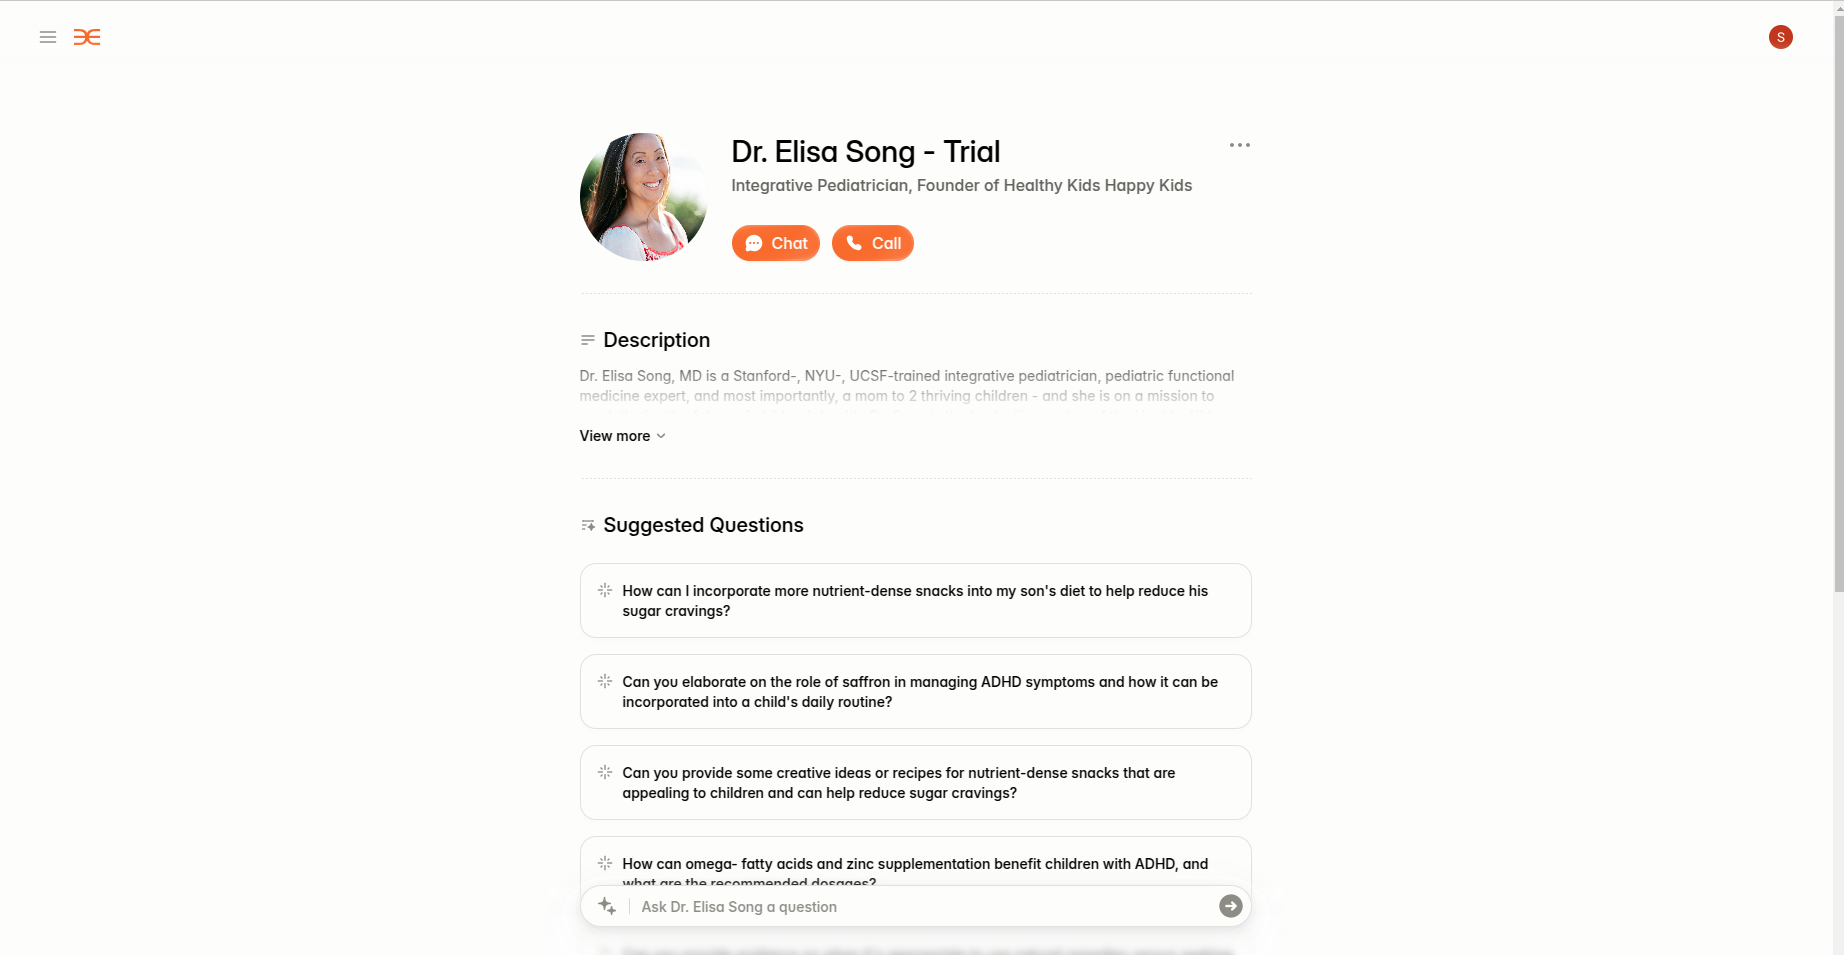 S
Dr. Elisa Song - Trial
Integrative Pediatrician, Founder of Healthy Kids Happy Kids
Chat
Call
Description
Dr. Elisa Song, MD is a Stanford-, NYU-, UCSF-trained integrative pediatrician, pediatric functional
medicine expert, and most importantly, a mom to 2 thriving children - and she is on a mission to
View more
Suggested Questions
How can I incorporate more nutrient-dense snacks into my son's diet to help reduce his
sugar cravings?
Can you elaborate on the role of saffron in managing ADHD symptoms and how it can be
incorporated into a child's daily routine?
Can you provide some creative ideas or recipes for nutrient-dense snacks that are
appealing to children and can help reduce sugar cravings?
How can omega- fatty acids and zinc supplementation benefit children with ADHD, and
what are the recommended dosages?
Ask Dr. Elisa Song a question